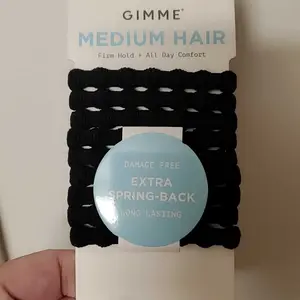 GIMME
MEDIUM HAIR
Firm Hold + All Day Comfort
DAMAGE FREE
EXTRA
SPRING-BACK
LONG LASTING